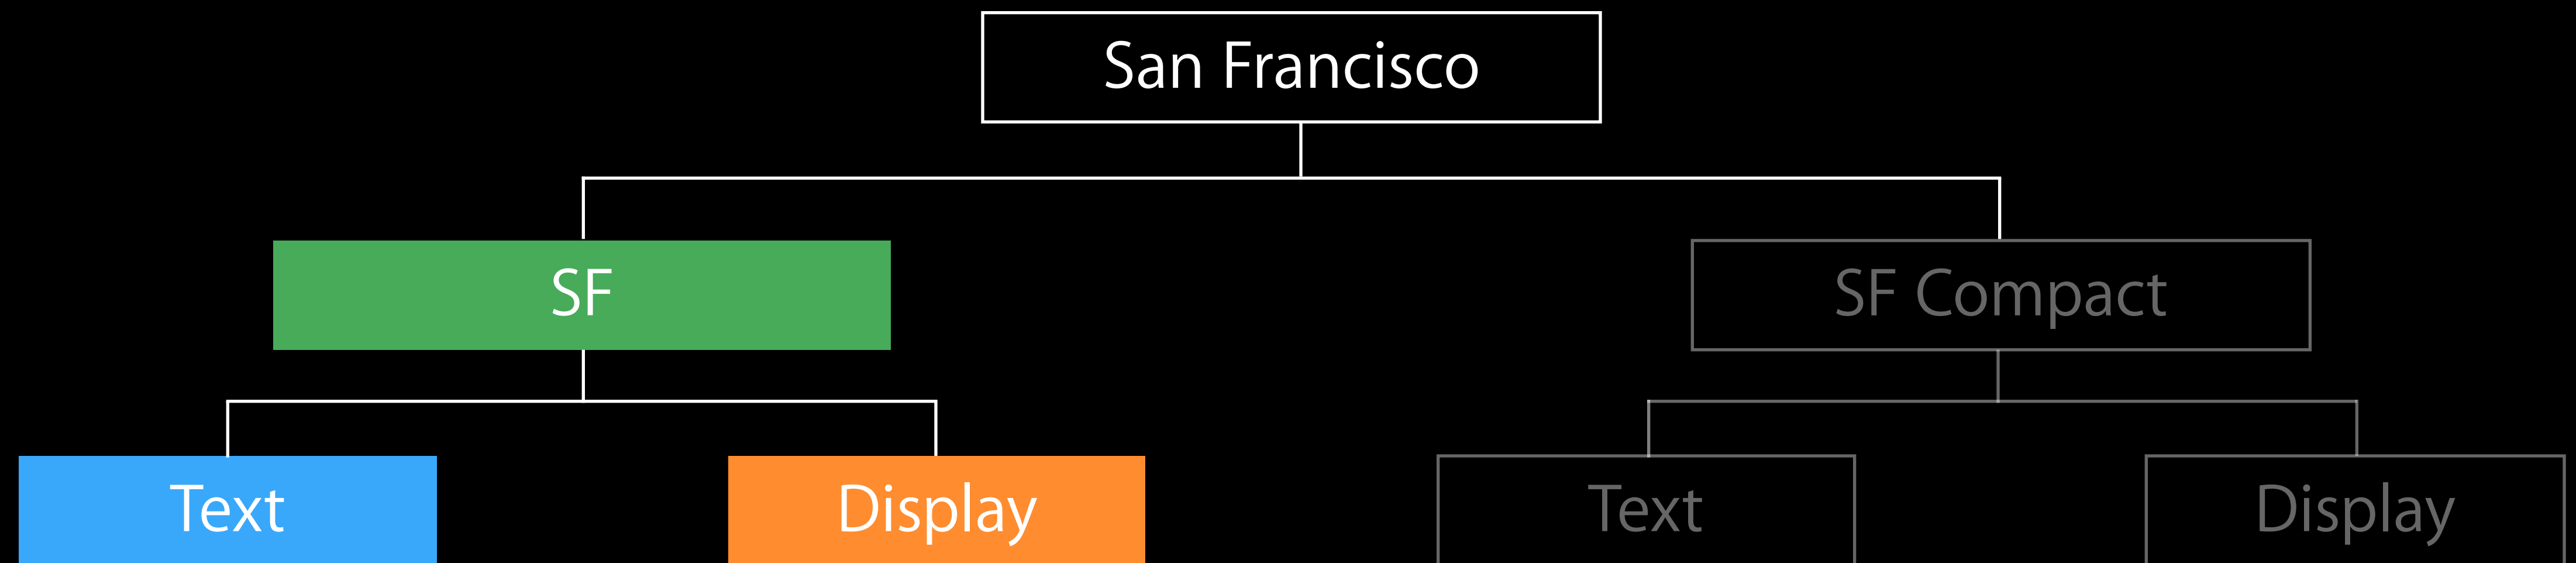 San Francisco
SF
SF Compact
Text
Display
Text
Display